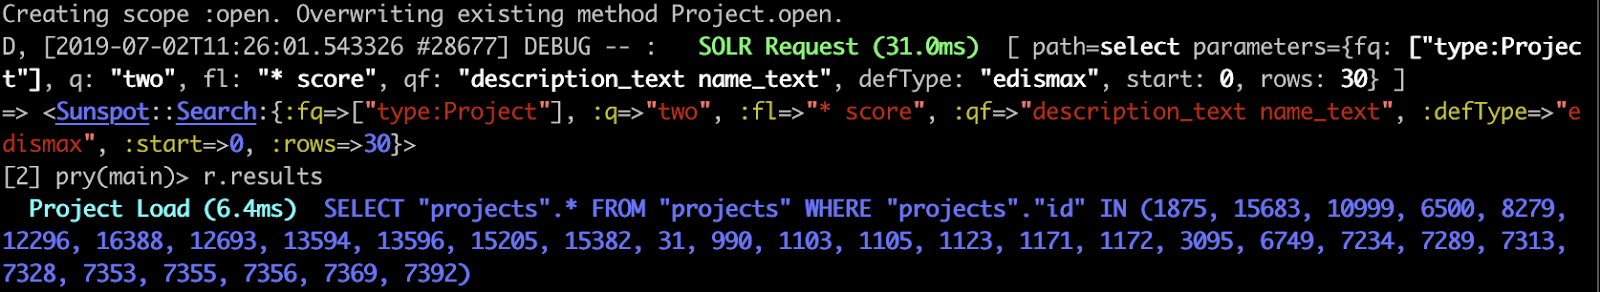 Creating scope :open. Overwriting existing method Project.open.
D, [2019-07-02T11:26:01.543326 #28677] DEBUG -- :   SOLR Request (31.0ms)  [ path=select parameters={fq: ["type:Projec
t"], q: "two", fl: "* score", qf: "description_text name_text", defType: "edismax", start: 0, rows: 30} ]
=> <Sunspot::Search:{:fq=>["type:Project"], :q=>"two", :fl=>"* score", :qf=>"description_text name_text", :defType=>"e
dismax", :start=>0, :rows=>30}>
[2] pry(main)> r.results
  Project Load (6.4ms)  SELECT "projects".* FROM "projects" WHERE "projects"."id" IN (1875, 15683, 10999, 6500, 8279,
12296, 16388, 12693, 13594, 13596, 15205, 15382, 31, 990, 1103, 1105, 1123, 1171, 1172, 3095, 6749, 7234, 7289, 7313,
7328, 7353, 7355, 7356, 7369, 7392)